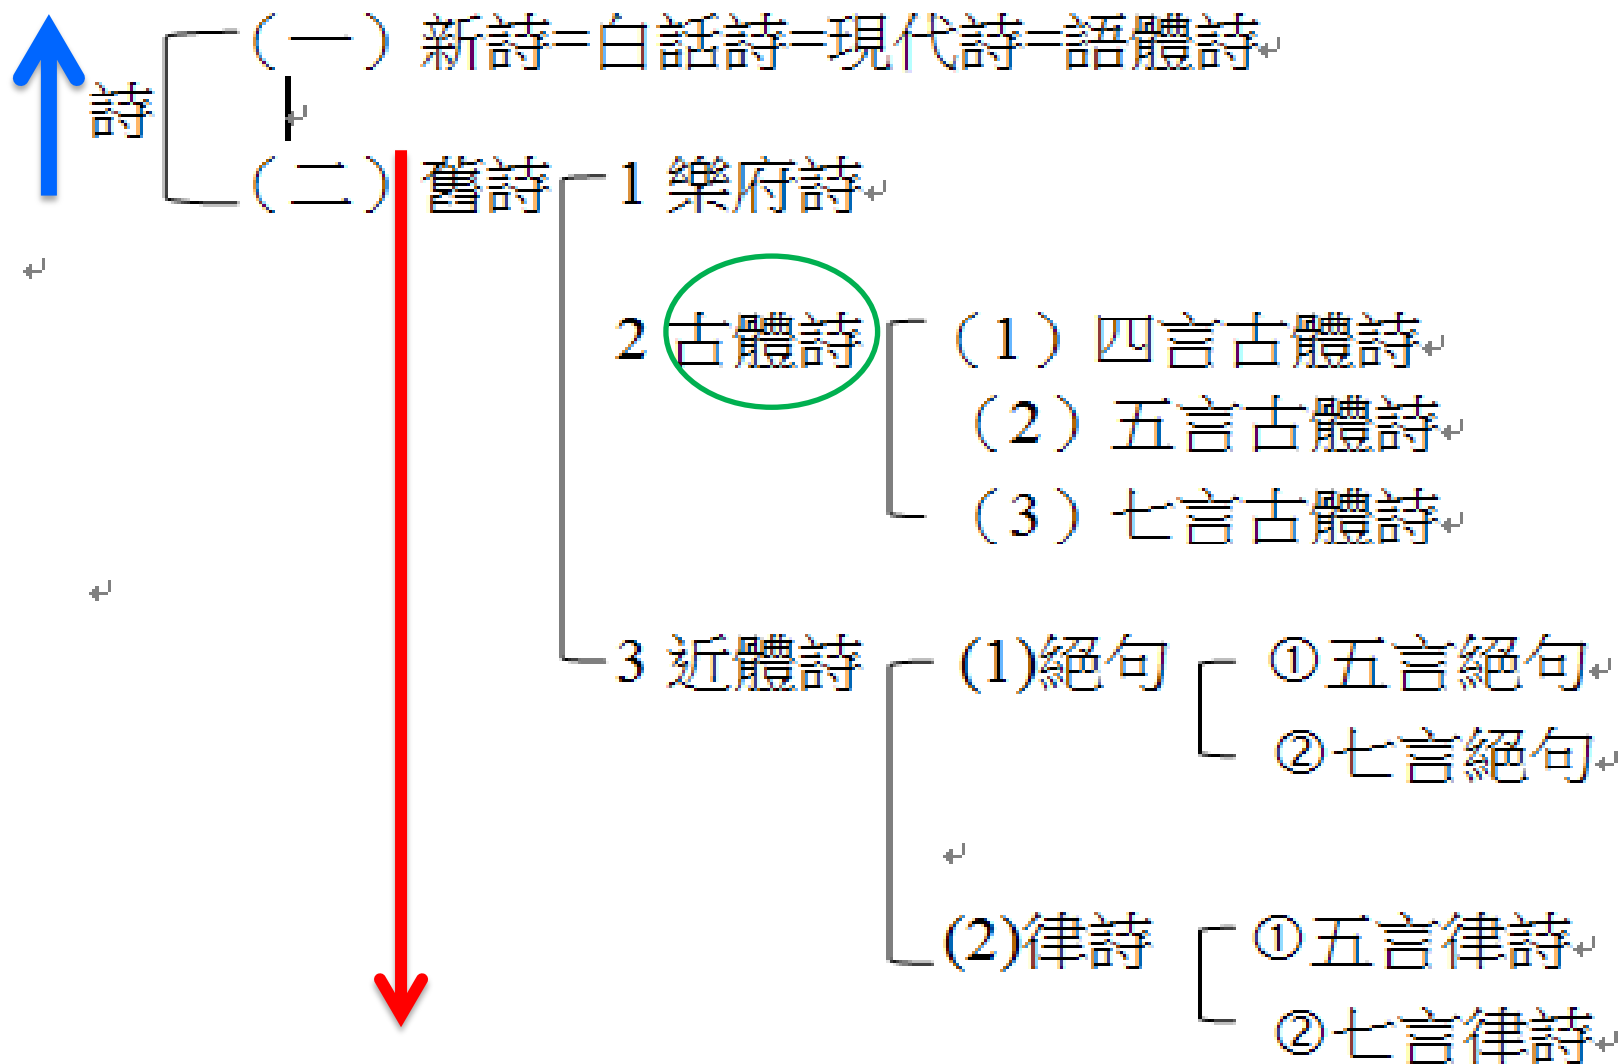 （一）新詩=白話詩=現代詩=語體詩
詩
（二）舊詩 1 樂府詩
2 古體詩 （1）四言古體詩
（2）五言古體詩
（3）七言古體詩
3 近體詩 (1)絕句 ①五言絕句
②七言絕句
(2)律詩 ①五言律詩
②七言律詩